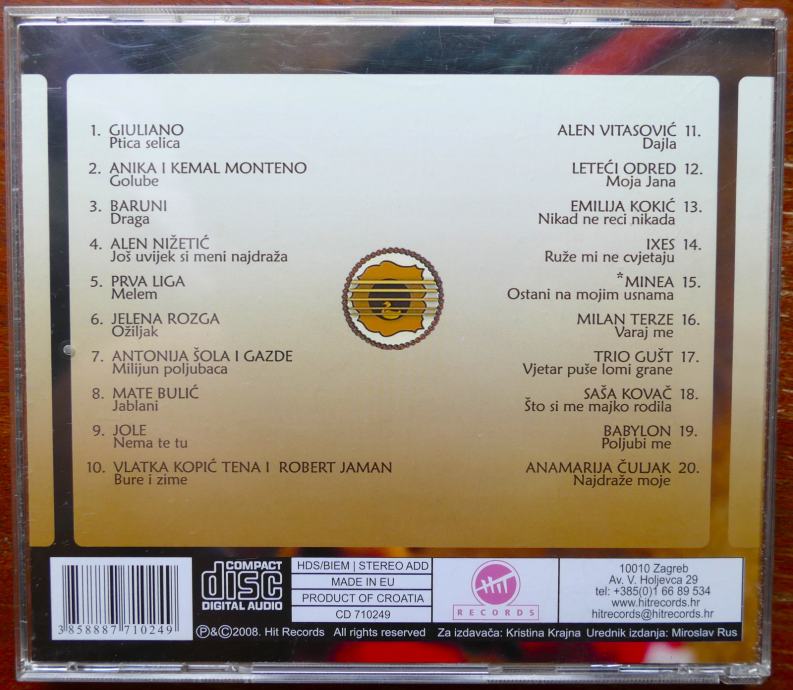 1. GIULIANO
Ptica selica
2. ANIKA I KEMAL MONTENO
Golube
3. BARUNI
Draga
4. ALEN NIŽETIĆ
Još uvijek si meni najdraža
5. PRVA LIGA
Melem
6. JELENA ROZGA
Ožiljak
7. ANTONIJA ŠOLA I GAZDE
Milijun poljubaca
8. MATE BULIĆ
Jablani
9. JOLE
Nema te tu
10. VLATKA KOPIĆ TENA I ROBERT JAMAN
Bure i zime
ALEN VITASOVIĆ 11.
Dajla
LETEĆI ODRED 12.
Moja Jana
EMILIJA KOKIĆ 13.
Nikad ne reci nikada
IXES 14.
Ruže mi ne cvjetaju
*MINEA 15.
Ostani na mojim usnama
MILAN TERZE 16.
Varaj me
TRIO GUŠT 17.
Vjetar puše lomi grane
SAŠA KOVAČ 18.
Što si me majko rodila
BABYLON 19.
Poljubi me
ANAMARIJA ČULJAK 20.
Najdraže moje
3 858887 710249
COMPACT
disc
DIGITAL AUDIO
HDS/BIEM | STEREO ADD
MADE IN EU
PRODUCT OF CROATIA
CD 710249
HIT
RECORDS
10010 Zagreb
Av. V. Holjevca 29
tel: +385(0)1 66 89 534
www.hitrecords.hr
hitrecords@hitrecords.hr
℗&©2008. Hit Records All rights reserved Za izdavača: Kristina Krajna Urednik izdanja: Miroslav Rus